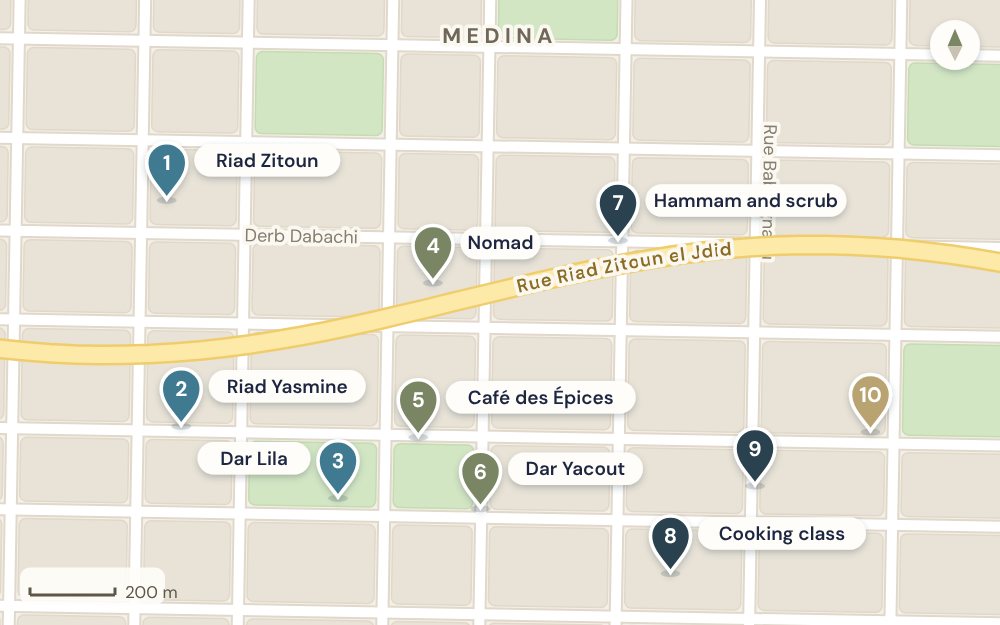 MEDINA
1
Riad Zitoun
7
Hammam and scrub
Derb Dabachi
4
Nomad
Rue Riad Zitoun el Jdid
2
Riad Yasmine
5
Café des Épices
10
Dar Lila
3
6
Dar Yacout
9
8
Cooking class
200 m
Rue